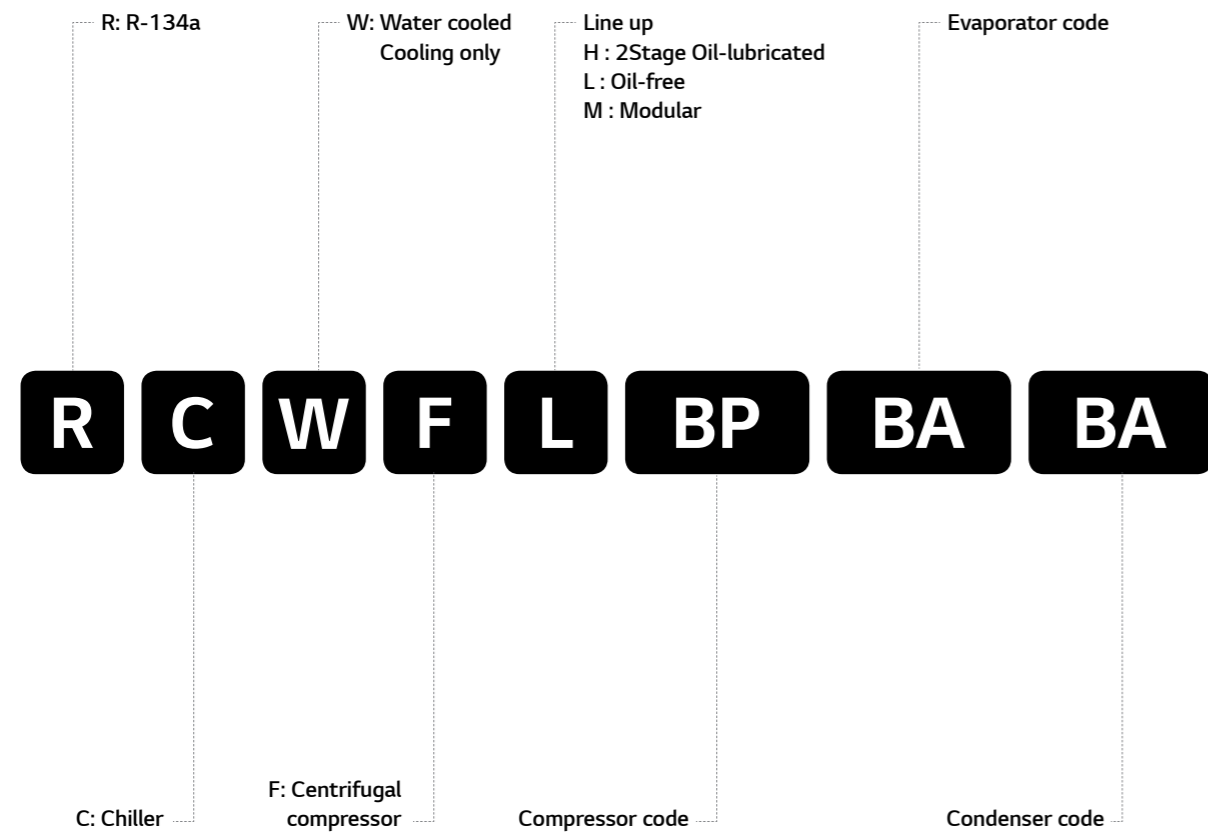 R: R-134a
W: Water cooled
Cooling only
Line up
H : 2Stage Oil-lubricated
L : Oil-free
M : Modular
Evaporator code
R C W F L BP BA BA
C: Chiller
F: Centrifugal
compressor
Compressor code
Condenser code